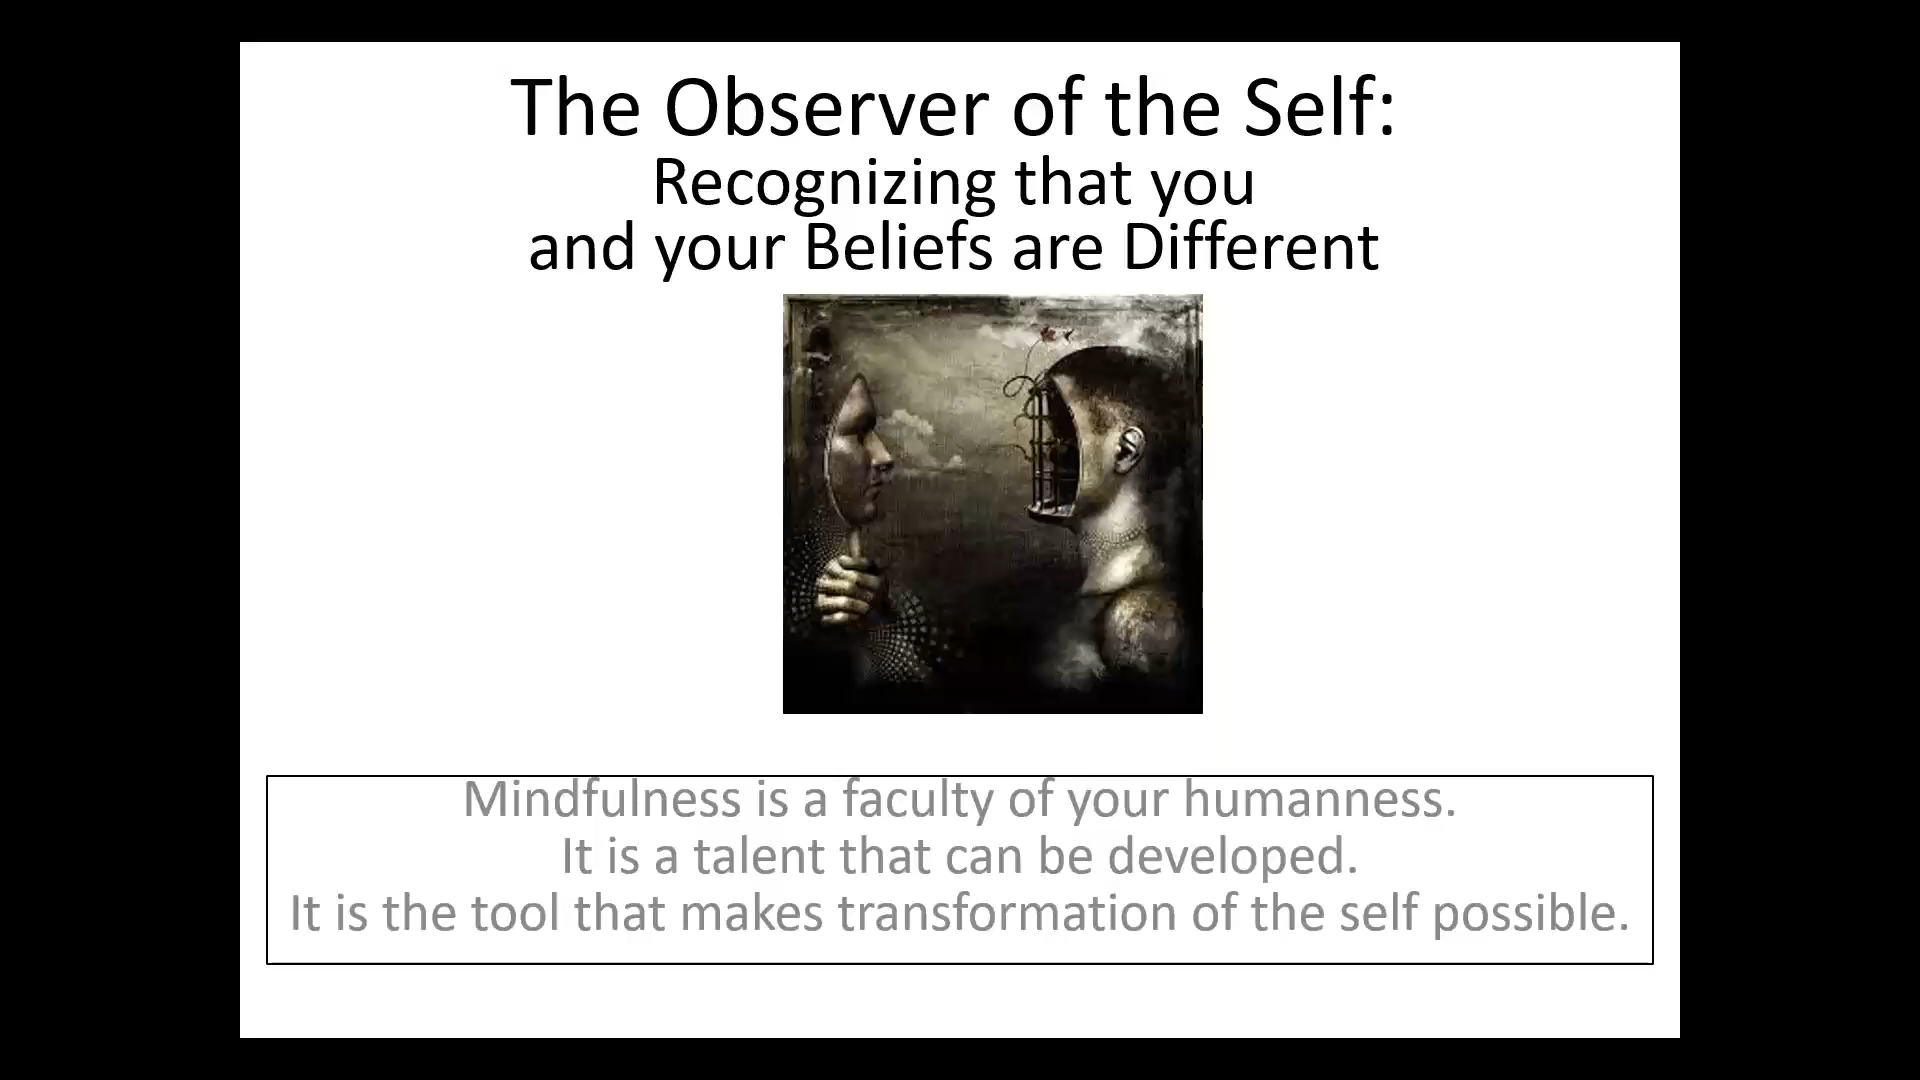 The Observer of the Self:
Recognizing that you
and your Beliefs are Different
Mindfulness is a faculty of your humanness.
It is a talent that can be developed.
It is the tool that makes transformation of the self possible.